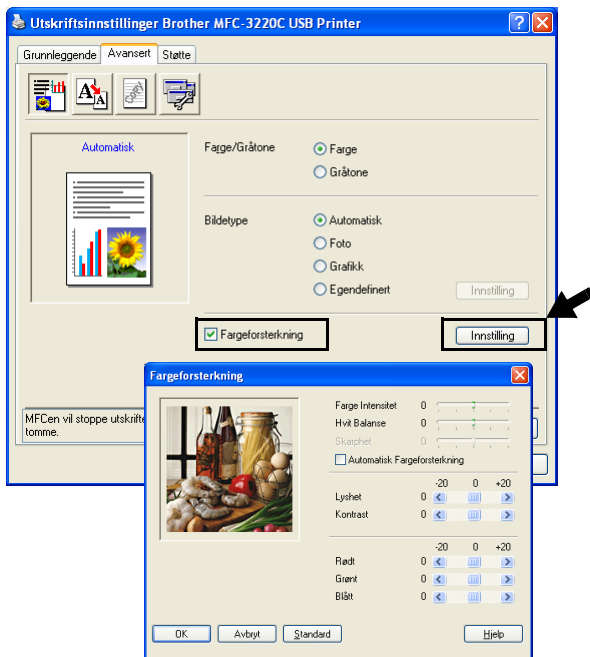 Utskriftsinnstillinger Brother MFC-3220C USB Printer
Grunnleggende Avansert Støtte
Automatisk
Farge/Gråtone
Farge
Gråtone
Bildetype
Automatisk
Foto
Grafikk
Egendefinert
Innstilling
Fargeforsterkning
Innstilling
MFCen vil stoppe utskrifte
tomme.
Fargeforsterkning
Farge Intensitet 0
Hvit Balanse 0
Skarphet 0
Automatisk Fargeforsterkning
-20 0 +20
Lyshet 0
Kontrast 0
-20 0 +20
Rødt 0
Grønt 0
Blått 0
OK Avbryt Standard Hjelp